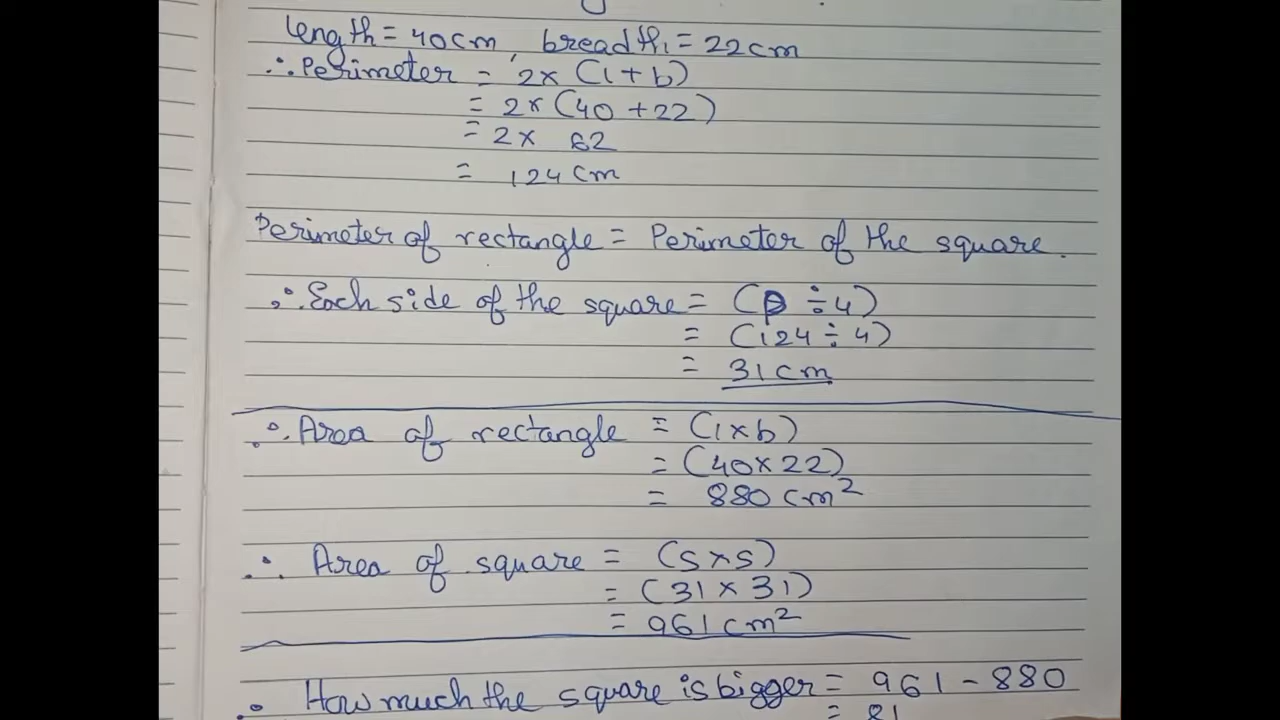 length = 40cm, breadth = 22cm
∴ Perimeter = 2x (l + b)
= 2x (40 + 22)
= 2x 62
= 124 cm
Perimeter of rectangle = Perimeter of the square.
∴ Each side of the square = (P ÷ 4)
= (124 ÷ 4)
= 31 cm
∴ Area of rectangle = (l x b)
= (40 x 22)
= 880 cm²
∴ Area of square = (s x s)
= (31 x 31)
= 961 cm²
∴ How much the square is bigger = 961 - 880
= 81